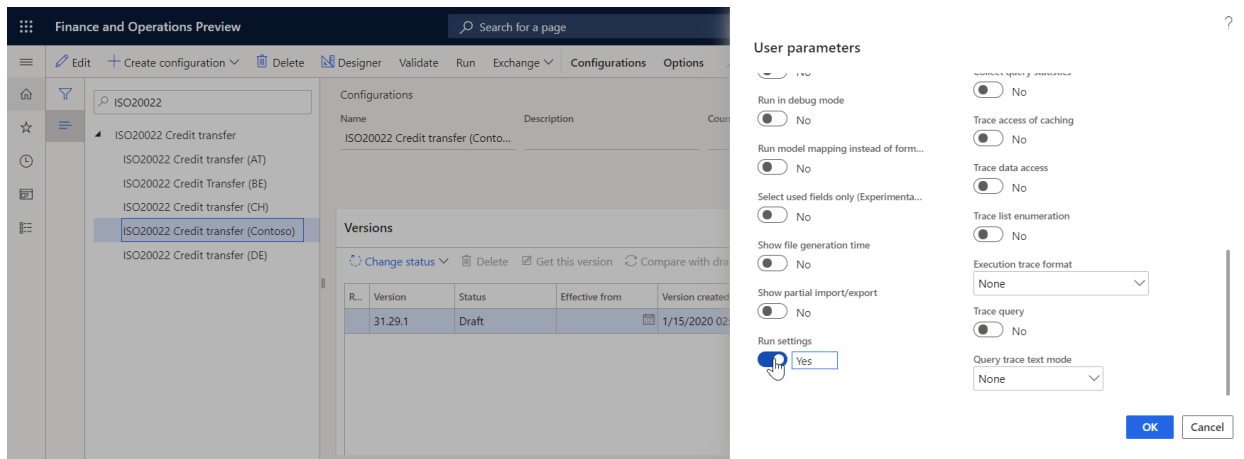 Finance and Operations Preview
Search for a page
?
Edit
Create configuration
Delete
Designer
Validate
Run
Exchange
Configurations
Options
ISO20022
ISO20022 Credit transfer
ISO20022 Credit transfer (AT)
ISO20022 Credit Transfer (BE)
ISO20022 Credit transfer (CH)
ISO20022 Credit transfer (Contoso)
ISO20022 Credit transfer (DE)
Configurations
Name
Description
Coun
ISO20022 Credit transfer (Conto...
Versions
Change status
Delete
Get this version
Compare with dra
R...
Version
Status
Effective from
Version created
31.29.1
Draft
1/15/2020 02:
User parameters
No
Run in debug mode
No
Run model mapping instead of form...
No
Select used fields only (Experimenta...
No
Show file generation time
No
Show partial import/export
No
Run settings
Yes
Collect query statistics
No
Trace access of caching
No
Trace data access
No
Trace list enumeration
No
Execution trace format
None
Trace query
No
Query trace text mode
None
OK
Cancel